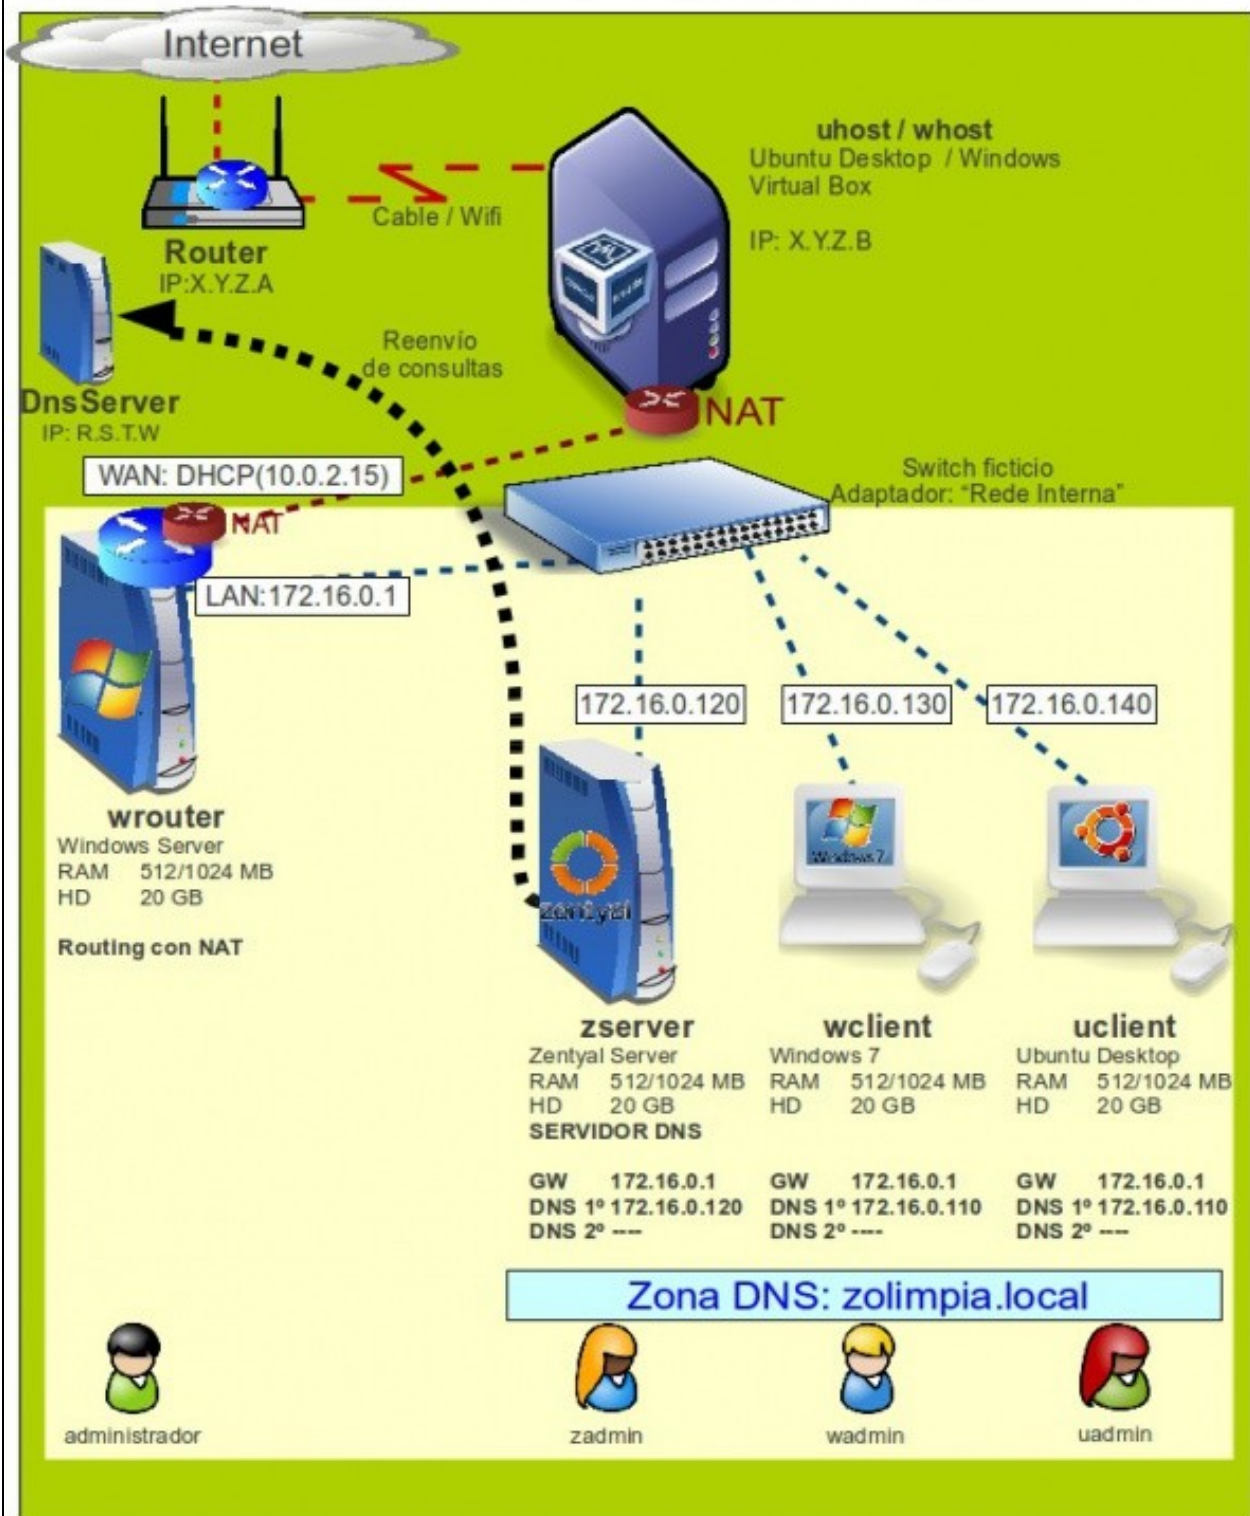 Internet
uhost / whost
Ubuntu Desktop / Windows
Virtual Box
IP: X.Y.Z.B
Cable / Wifi
Router
IP:X.Y.Z.A
Reenvío
de consultas
DnsServer
IP: R.S.T.W
NAT
WAN: DHCP(10.0.2.15)
Switch ficticio
Adaptador: “Rede Interna”
NAT
LAN:172.16.0.1
172.16.0.120
172.16.0.130
172.16.0.140
wrouter
Windows Server
RAM 512/1024 MB
HD 20 GB
Routing con NAT
zentyal
Windows 7
zserver
Zentyal Server
RAM 512/1024 MB
HD 20 GB
SERVIDOR DNS
GW 172.16.0.1
DNS 1º 172.16.0.120
DNS 2º ----
wclient
Windows 7
RAM 512/1024 MB
HD 20 GB
GW 172.16.0.1
DNS 1º 172.16.0.110
DNS 2º ----
uclient
Ubuntu Desktop
RAM 512/1024 MB
HD 20 GB
GW 172.16.0.1
DNS 1º 172.16.0.110
DNS 2º ----
Zona DNS: zolimpia.local
administrador
zadmin
wadmin
uadmin